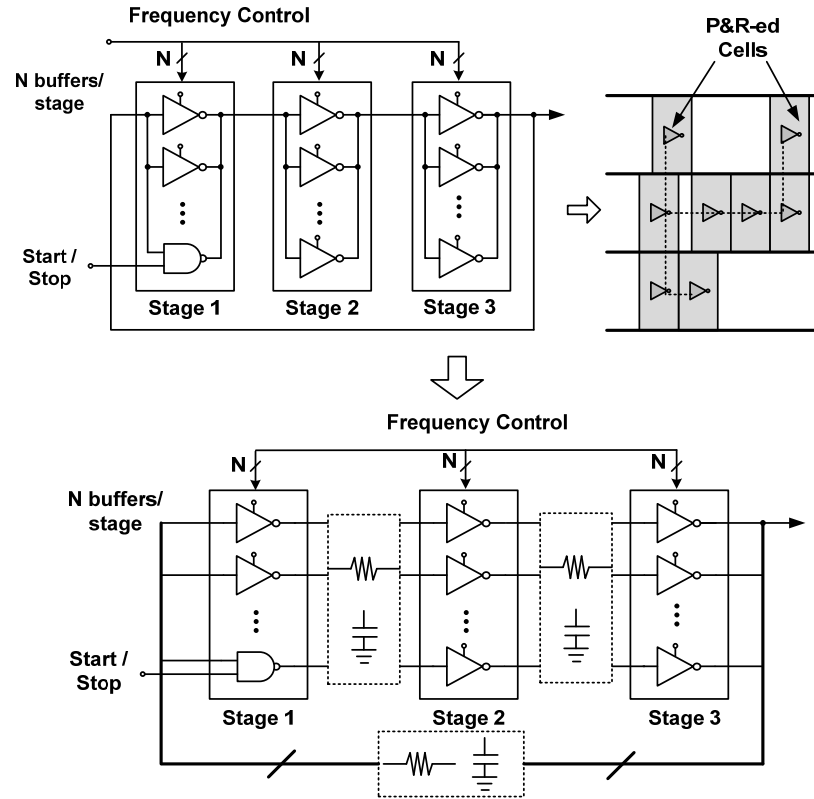 Frequency Control
P&R-ed
Cells
N
N
N
N buffers/
stage
Start /
Stop
Stage 1
Stage 2
Stage 3
Frequency Control
N
N
N
N buffers/
stage
Start /
Stop
Stage 1
Stage 2
Stage 3